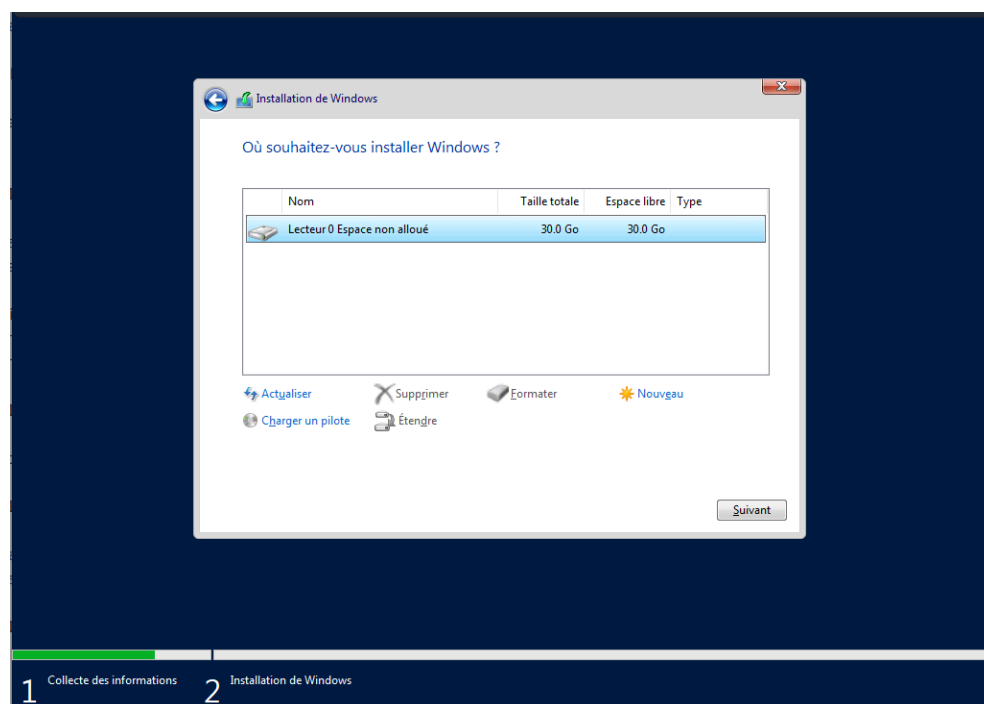 Installation de Windows
Où souhaitez-vous installer Windows ?
Nom Taille totale Espace libre Type
Lecteur 0 Espace non alloué 30.0 Go 30.0 Go
Actualiser Supprimer Formater Nouveau
Charger un pilote Étendre
Suivant
1 Collecte des informations 2 Installation de Windows